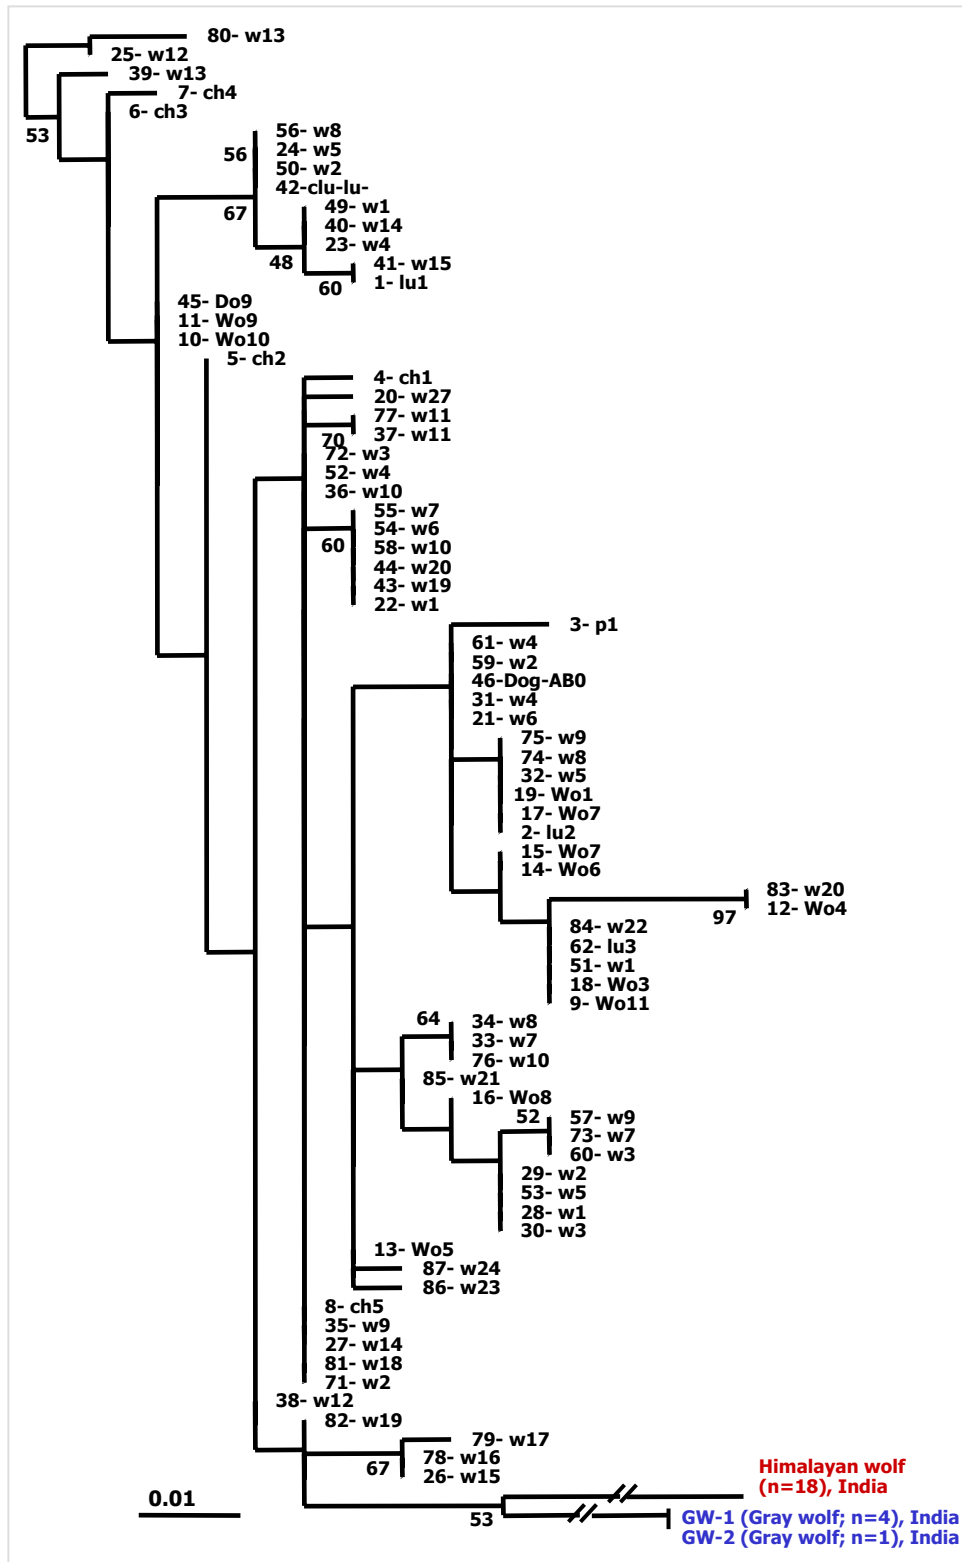 80- w13
25- w12
39- w13
7- ch4
6- ch3
53
56- w8
56
24- w5
50- w2
42-clu-lu-
67
49- w1
40- w14
23- w4
48
41- w15
60
1- lu1
45- Do9
11- Wo9
10- Wo10
5- ch2
4- ch1
20- w27
77- w11
37- w11
70
72- w3
52- w4
36- w10
55- w7
54- w6
60
58- w10
44- w20
43- w19
22- w1
3- p1
61- w4
59- w2
46-Dog-AB0
31- w4
21- w6
75- w9
74- w8
32- w5
19- Wo1
17- Wo7
2- lu2
15- Wo7
14- Wo6
83- w20
12- Wo4
97
84- w22
62- lu3
51- w1
18- Wo3
9- Wo11
64
34- w8
33- w7
76- w10
85- w21
16- Wo8
52
57- w9
73- w7
60- w3
29- w2
53- w5
28- w1
30- w3
13- Wo5
87- w24
86- w23
8- ch5
35- w9
27- w14
81- w18
71- w2
38- w12
82- w19
79- w17
78- w16
67
26- w15
Himalayan wolf
(n=18), India
0.01
53
GW-1 (Gray wolf; n=4), India
GW-2 (Gray wolf; n=1), India